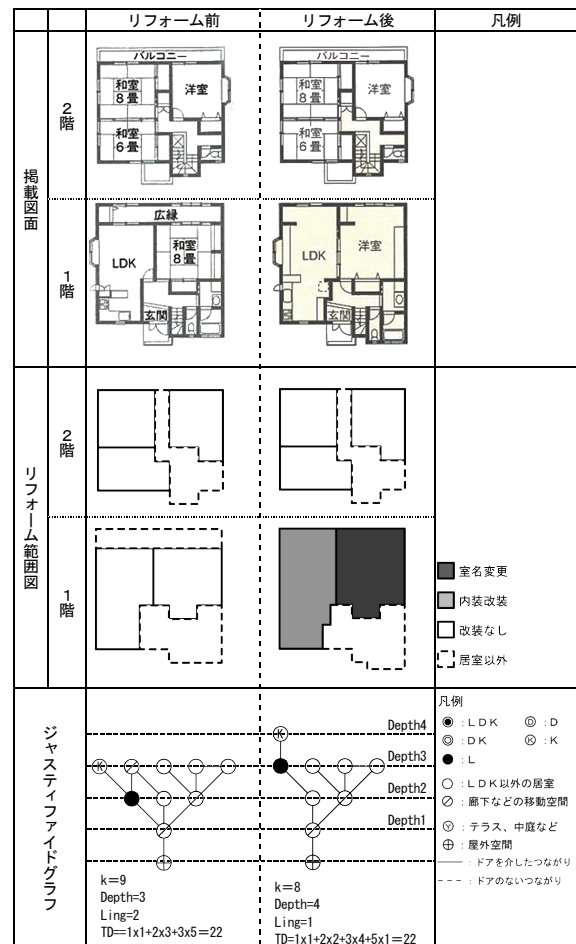 リフォーム前
リフォーム後
凡例
掲載図面
2階
バルコニー
和室
8畳
洋室
和室
6畳
バルコニー
和室
8畳
洋室
和室
6畳
1階
広縁
LDK
和室
8畳
玄関
LDK
洋室
玄関
リフォーム範囲図
2階
1階
室名変更
内装改装
改装なし
居室以外
ジャスティファイドグラフ
K
k=9
Depth=3
Ling=2
TD==1x1+2x3+3x5=22
K
Depth4
Depth3
Depth2
Depth1
k=8
Depth=4
Ling=1
TD=1x1+2x2+3x4+5x1=22
凡例
:LDK
D:D
:DK
K:K
:L
:LDK以外の居室
:廊下などの移動空間
Y:テラス、中庭など
:屋外空間
:ドアを介したつながり
:ドアのないつながり